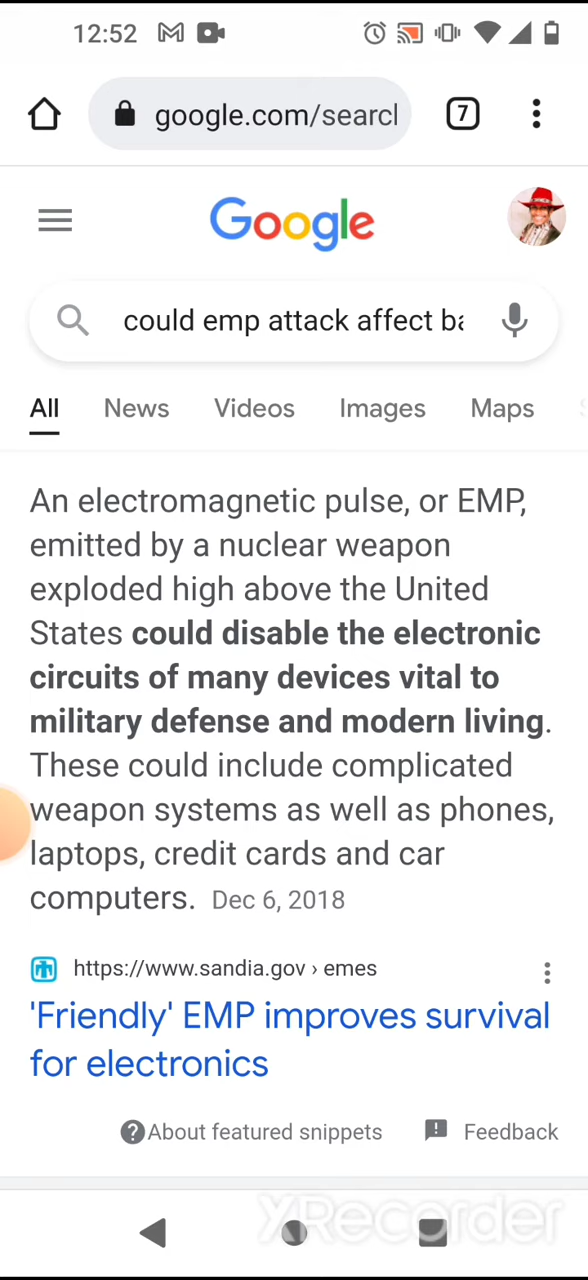 12:52
google.com/searcl
7
Google
could emp attack affect ba
All News Videos Images Maps
An electromagnetic pulse, or EMP,
emitted by a nuclear weapon
exploded high above the United
States could disable the electronic
circuits of many devices vital to
military defense and modern living.
These could include complicated
weapon systems as well as phones,
laptops, credit cards and car
computers. Dec 6, 2018
https://www.sandia.gov › emes
'Friendly' EMP improves survival
for electronics
About featured snippets Feedback
XRecorder